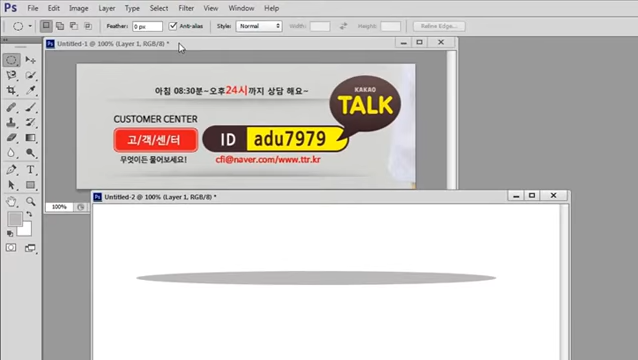 Ps File Edit Image Layer Type Select Filter View Window Help
Feather: 0 px Anti-alias Style: Normal Width: Height: Refine Edge...
Ps Untitled-1 @ 100% (Layer 1, RGB/8) *
아침 08:30분~오후24시까지 상담 해요~
KAKAO
TALK
CUSTOMER CENTER
고/객/센/터
ID adu7979
무엇이든 물어보세요!
cfi@naver.com/www.ttr.kr
100%
Ps Untitled-2 @ 100% (Layer 1, RGB/8) *